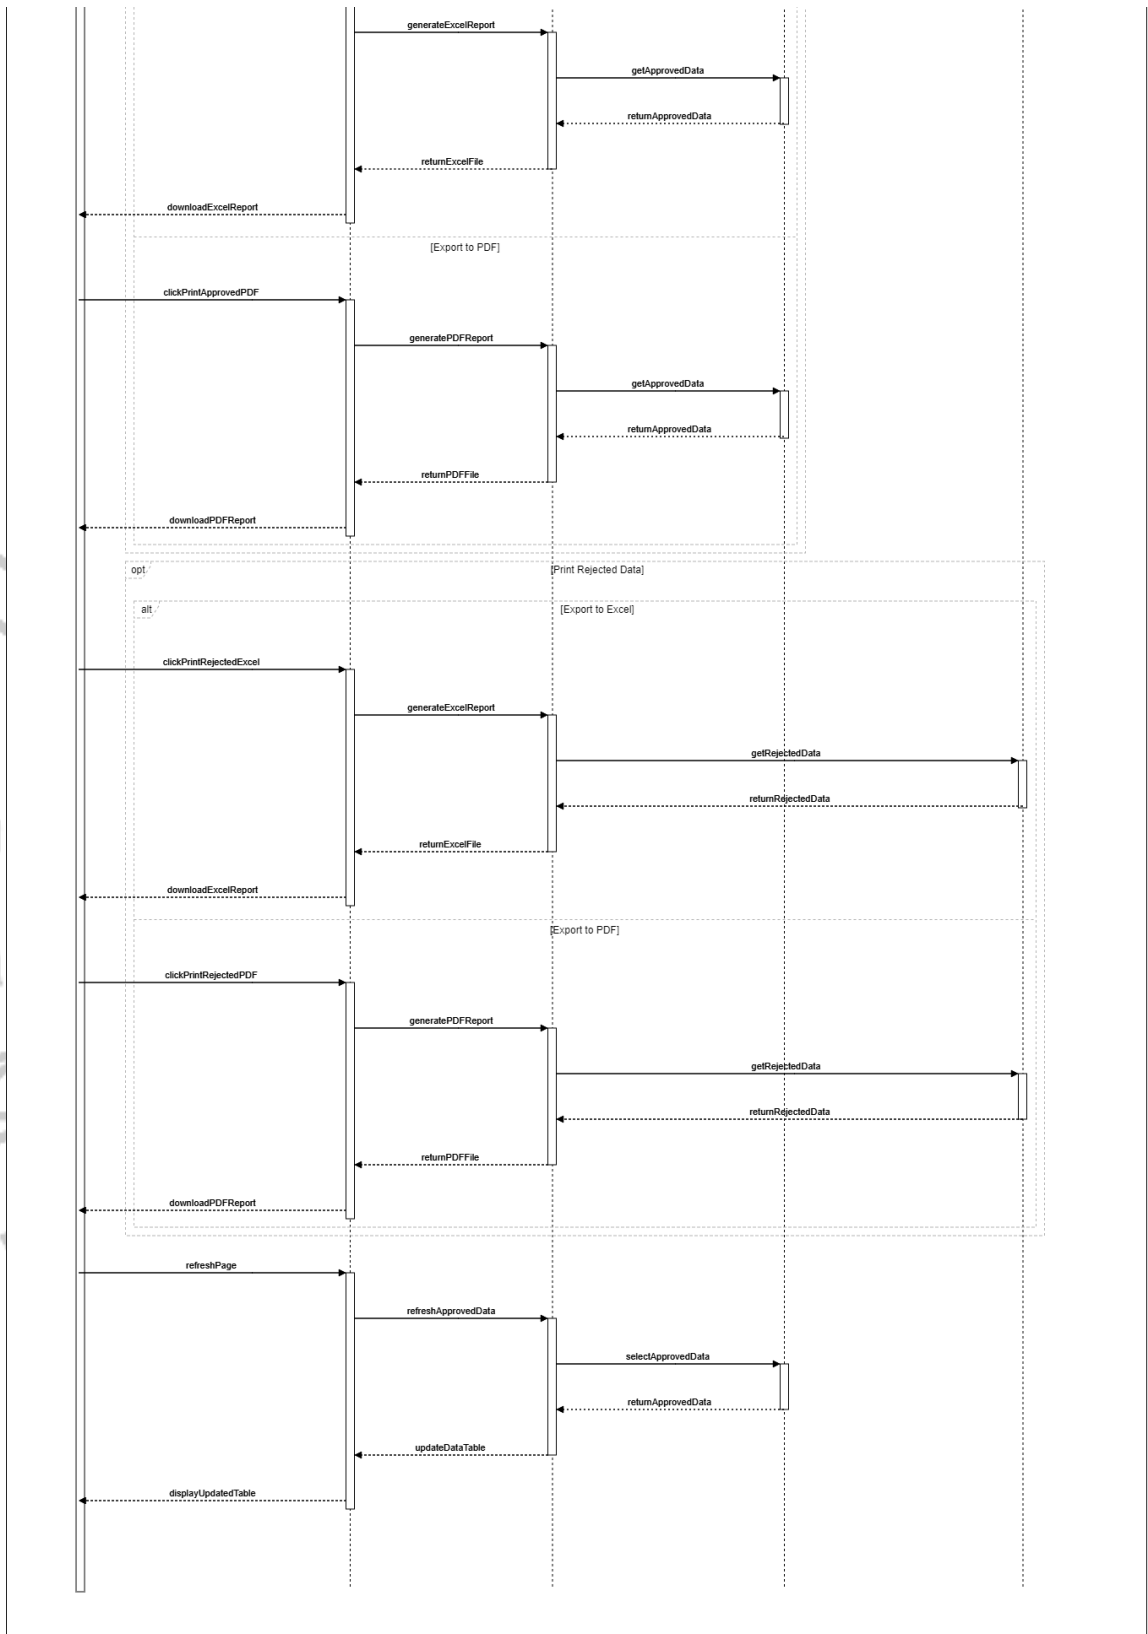 generateExcelReport
getApprovedData
returnApprovedData
returnExcelFile
downloadExcelReport
[Export to PDF]
clickPrintApprovedPDF
generatePDFReport
getApprovedData
returnApprovedData
returnPDFFile
downloadPDFReport
opt
[Print Rejected Data]
alt
[Export to Excel]
clickPrintRejectedExcel
generateExcelReport
getRejectedData
returnRejectedData
returnExcelFile
downloadExcelReport
[Export to PDF]
clickPrintRejectedPDF
generatePDFReport
getRejectedData
returnRejectedData
returnPDFFile
downloadPDFReport
refreshPage
refreshApprovedData
selectApprovedData
returnApprovedData
updateDataTable
displayUpdatedTable